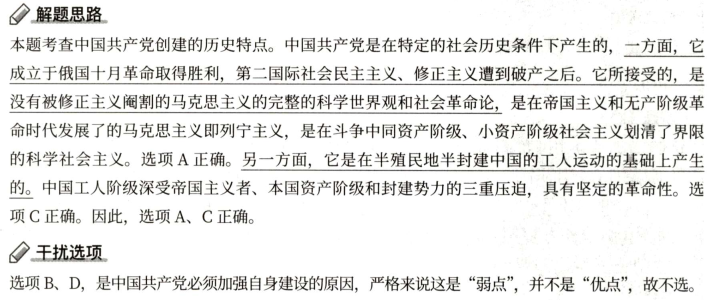 解题思路
本题考查中国共产党创建的历史特点。中国共产党是在特定的社会历史条件下产生的，一方面，它
成立于俄国十月革命取得胜利，第二国际社会民主主义、修正主义遭到破产之后。它所接受的，是
没有被修正主义阉割的马克思主义的完整的科学世界观和社会革命论，是在帝国主义和无产阶级革
命时代发展了的马克思主义即列宁主义，是在斗争中同资产阶级、小资产阶级社会主义划清了界限
的科学社会主义。选项 A 正确。另一方面，它是在半殖民地半封建中国的工人运动的基础上产生
的。中国工人阶级深受帝国主义者、本国资产阶级和封建势力的三重压迫，具有坚定的革命性。选
项 C 正确。因此，选项 A、C 正确。
干扰选项
选项 B、D，是中国共产党必须加强自身建设的原因，严格来说这是“弱点”，并不是“优点”，故不选。